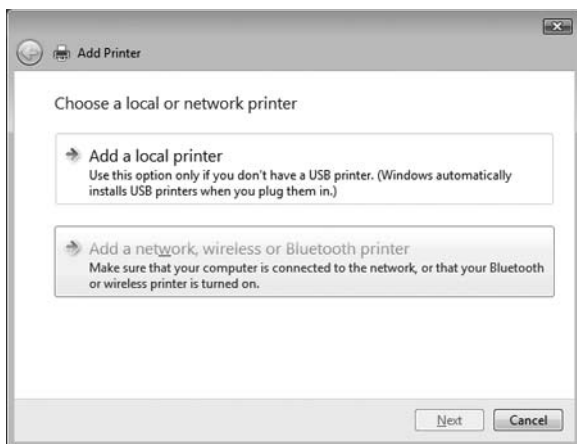 Add Printer
Choose a local or network printer
Add a local printer
Use this option only if you don't have a USB printer. (Windows automatically
installs USB printers when you plug them in.)
Add a network, wireless or Bluetooth printer
Make sure that your computer is connected to the network, or that your Bluetooth
or wireless printer is turned on.
Next Cancel